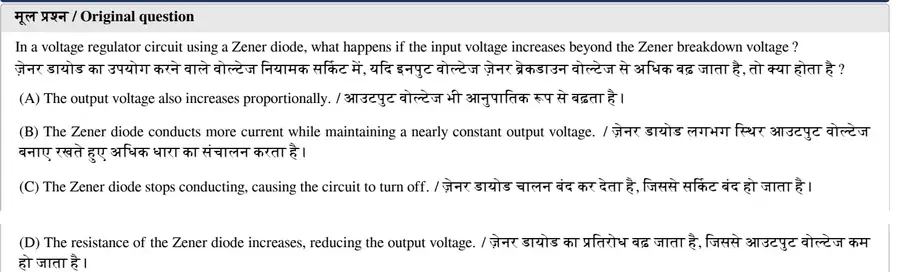 मूल प्रश्न / Original question
In a voltage regulator circuit using a Zener diode, what happens if the input voltage increases beyond the Zener breakdown voltage ?
ज़ेनर डायोड का उपयोग करने वाले वोल्टेज नियामक सर्किट में, यदि इनपुट वोल्टेज ज़ेनर ब्रेकडाउन वोल्टेज से अधिक बढ़ जाता है, तो क्या होता है ?
(A) The output voltage also increases proportionally. / आउटपुट वोल्टेज भी आनुपातिक रूप से बढ़ता है।
(B) The Zener diode conducts more current while maintaining a nearly constant output voltage. / ज़ेनर डायोड लगभग स्थिर आउटपुट वोल्टेज
बनाए रखते हुए अधिक धारा का संचालन करता है।
(C) The Zener diode stops conducting, causing the circuit to turn off. / ज़ेनर डायोड चालन बंद कर देता है, जिससे सर्किट बंद हो जाता है।
(D) The resistance of the Zener diode increases, reducing the output voltage. / ज़ेनर डायोड का प्रतिरोध बढ़ जाता है, जिससे आउटपुट वोल्टेज कम
हो जाता है।